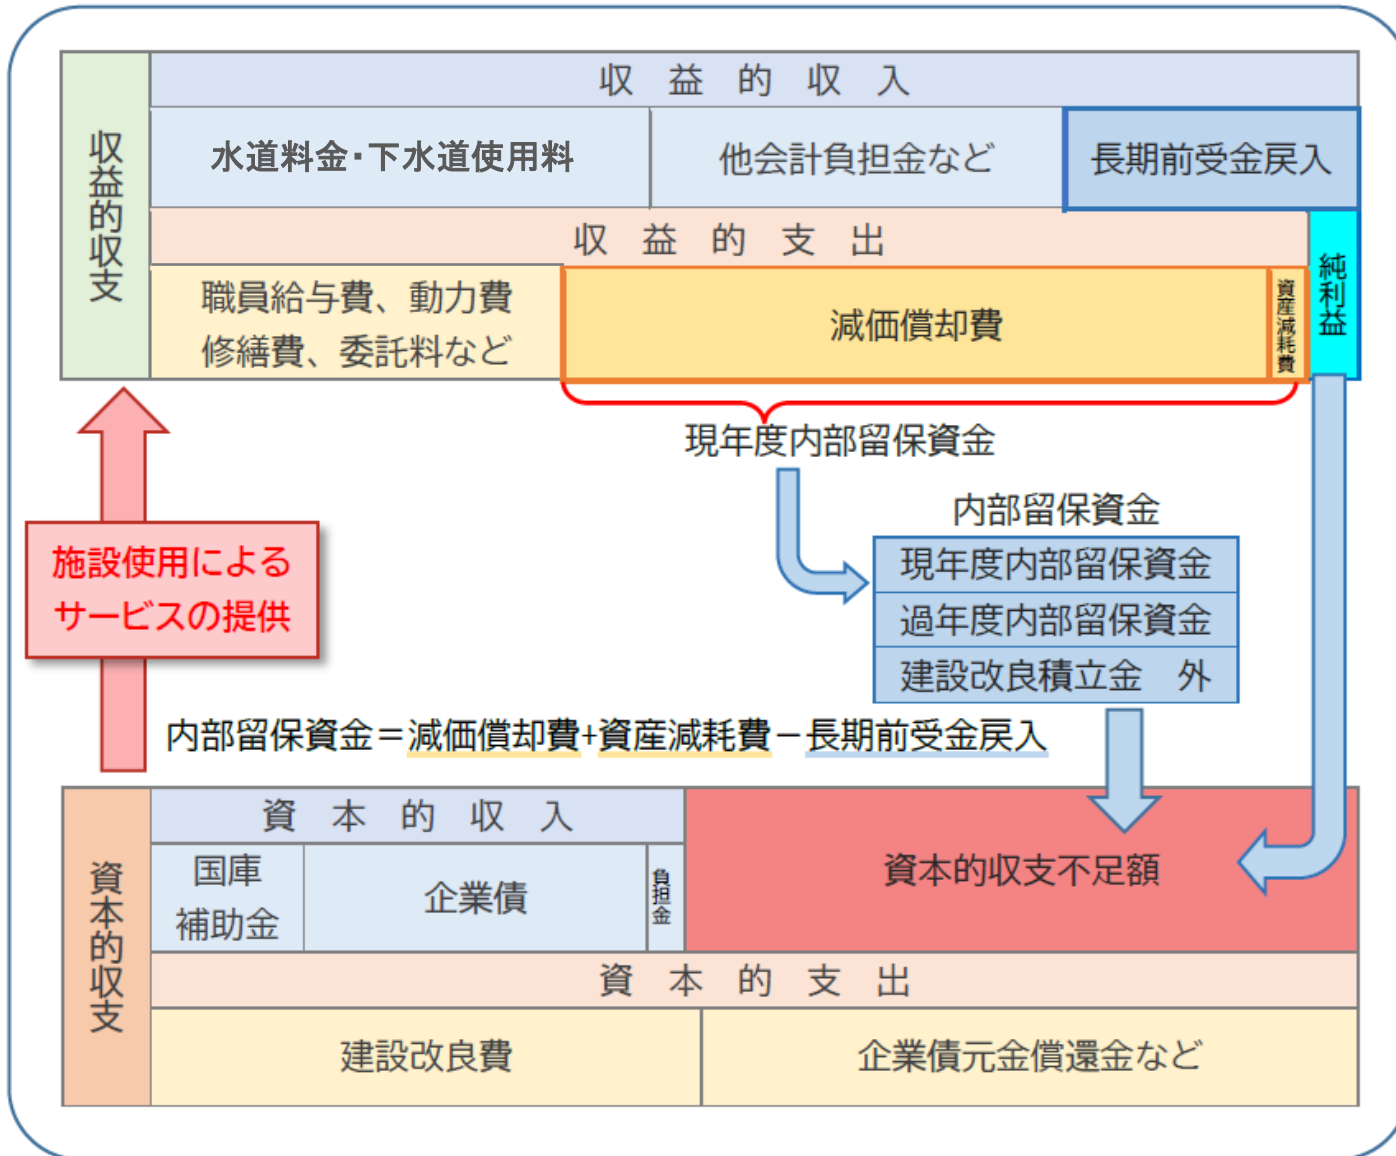 収益的収支
収益的収入
水道料金・下水道使用料
他会計負担金など
長期前受金戻入
収益的支出
職員給与費、動力費
修繕費、委託料など
減価償却費
資産減耗費
純利益
現年度内部留保資金
施設使用による
サービスの提供
内部留保資金
現年度内部留保資金
過年度内部留保資金
建設改良積立金　外
内部留保資金＝減価償却費+資産減耗費－長期前受金戻入
資本的収支
資本的収入
国庫
補助金
企業債
負担金
資本的収支不足額
資本的支出
建設改良費
企業債元金償還金など